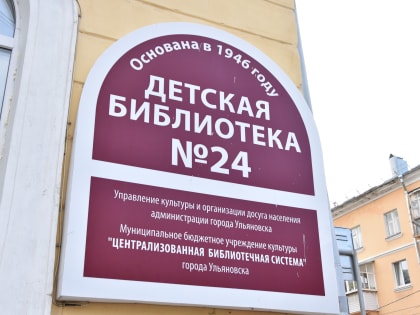 Основана в 1946 году
ДЕТСКАЯ
БИБЛИОТЕКА
№24
Управление культуры и организации досуга населения
администрации города Ульяновска
Муниципальное бюджетное учреждение культуры
"ЦЕНТРАЛИЗОВАННАЯ БИБЛИОТЕЧНАЯ СИСТЕМА"
города Ульяновска